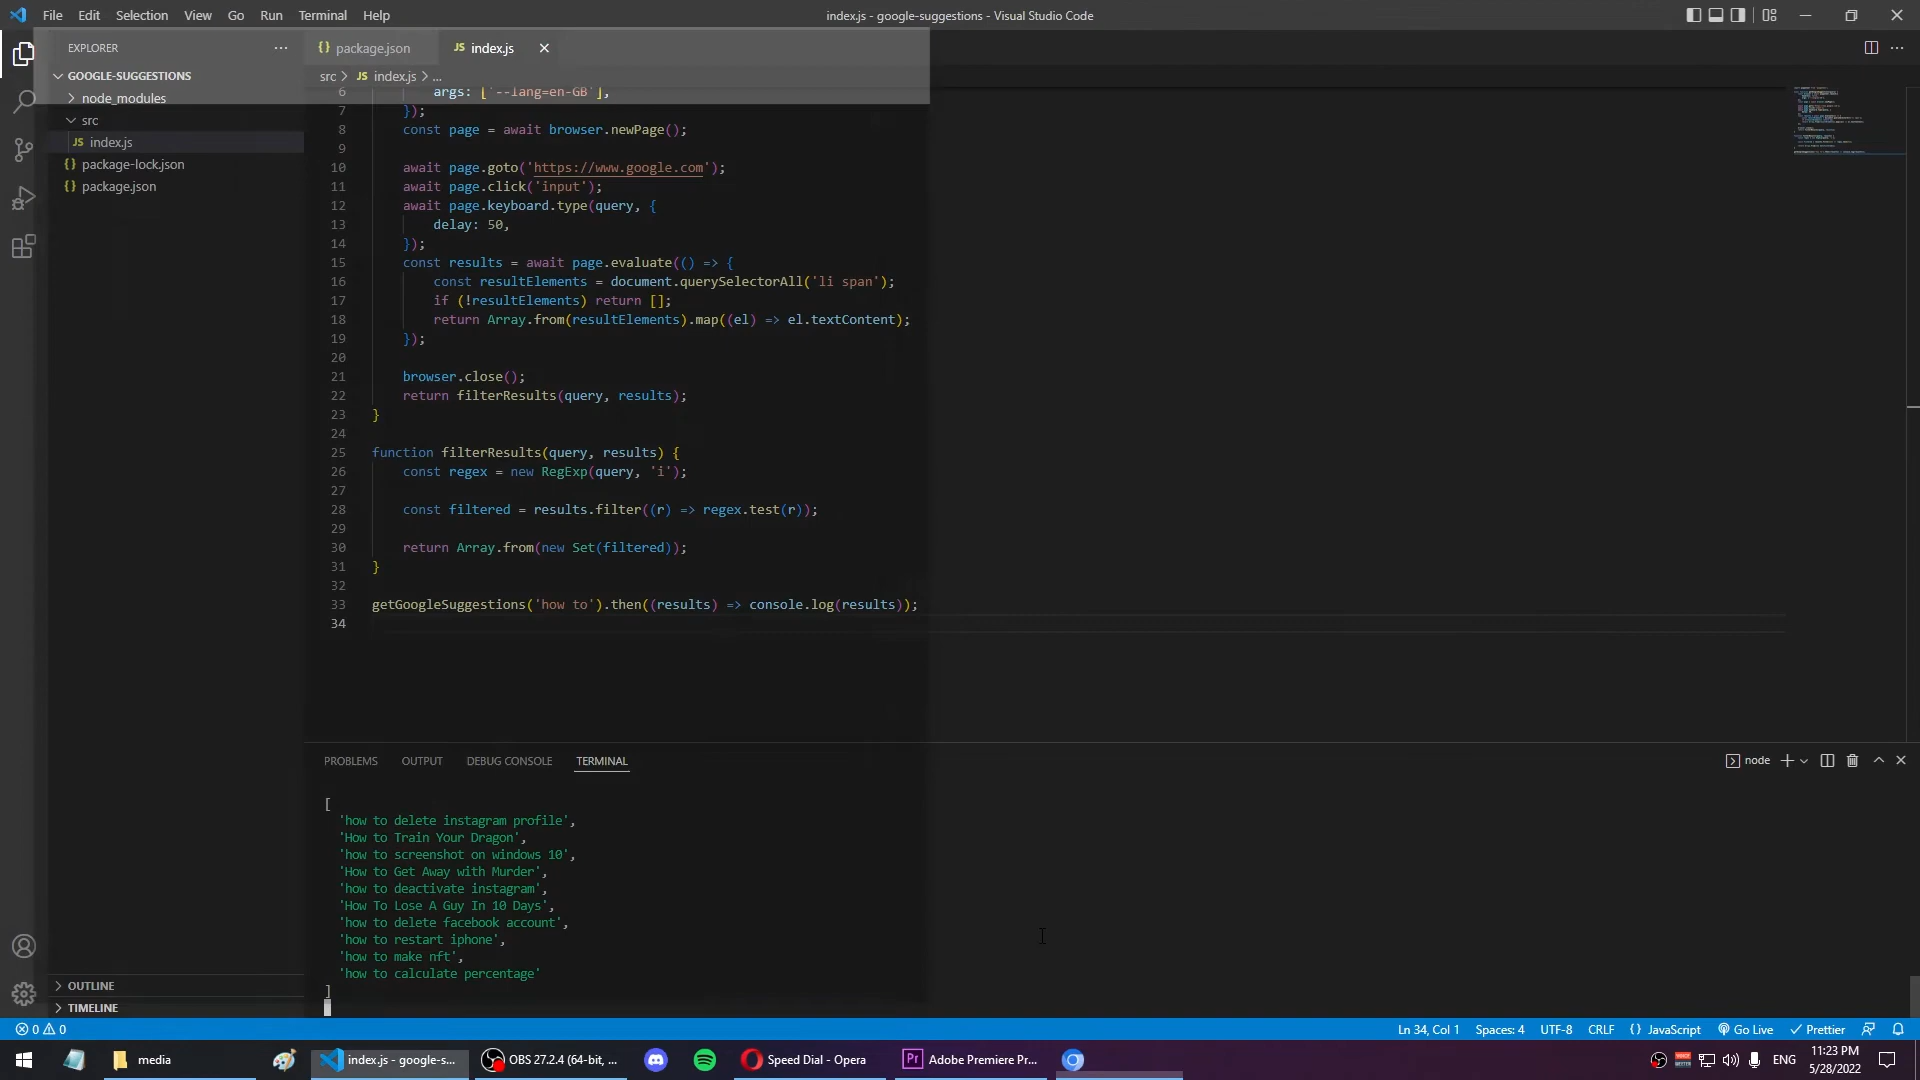 File Edit Selection View Go Run Terminal Help
index.js - google-suggestions - Visual Studio Code
EXPLORER
GOOGLE-SUGGESTIONS
node_modules
src
JS index.js
{} package-lock.json
{} package.json
OUTLINE
TIMELINE
{} package.json
JS index.js
src > JS index.js > ...
6 args: ['--lang=en-GB'],
7 });
8 const page = await browser.newPage();
9
10 await page.goto('https://www.google.com');
11 await page.click('input');
12 await page.keyboard.type(query, {
13 delay: 50,
14 });
15 const results = await page.evaluate(() => {
16 const resultElements = document.querySelectorAll('li span');
17 if (!resultElements) return [];
18 return Array.from(resultElements).map((el) => el.textContent);
19 });
20
21 browser.close();
22 return filterResults(query, results);
23 }
24
25 function filterResults(query, results) {
26 const regex = new RegExp(query, 'i');
27
28 const filtered = results.filter((r) => regex.test(r));
29
30 return Array.from(new Set(filtered));
31 }
32
33 getGoogleSuggestions('how to').then((results) => console.log(results));
34
PROBLEMS OUTPUT DEBUG CONSOLE TERMINAL
node
[
'how to delete instagram profile',
'How to Train Your Dragon',
'how to screenshot on windows 10',
'How to Get Away with Murder',
'how to deactivate instagram',
'How To Lose A Guy In 10 Days',
'how to delete facebook account',
'how to restart iphone',
'how to make nft',
'how to calculate percentage'
]
0 0
Ln 34, Col 1 Spaces: 4 UTF-8 CRLF {} JavaScript Go Live Prettier
media
index.js - google-s...
OBS 27.2.4 (64-bit, ...
Speed Dial - Opera
Pr Adobe Premiere Pr...
ENG
11:23 PM
5/28/2022